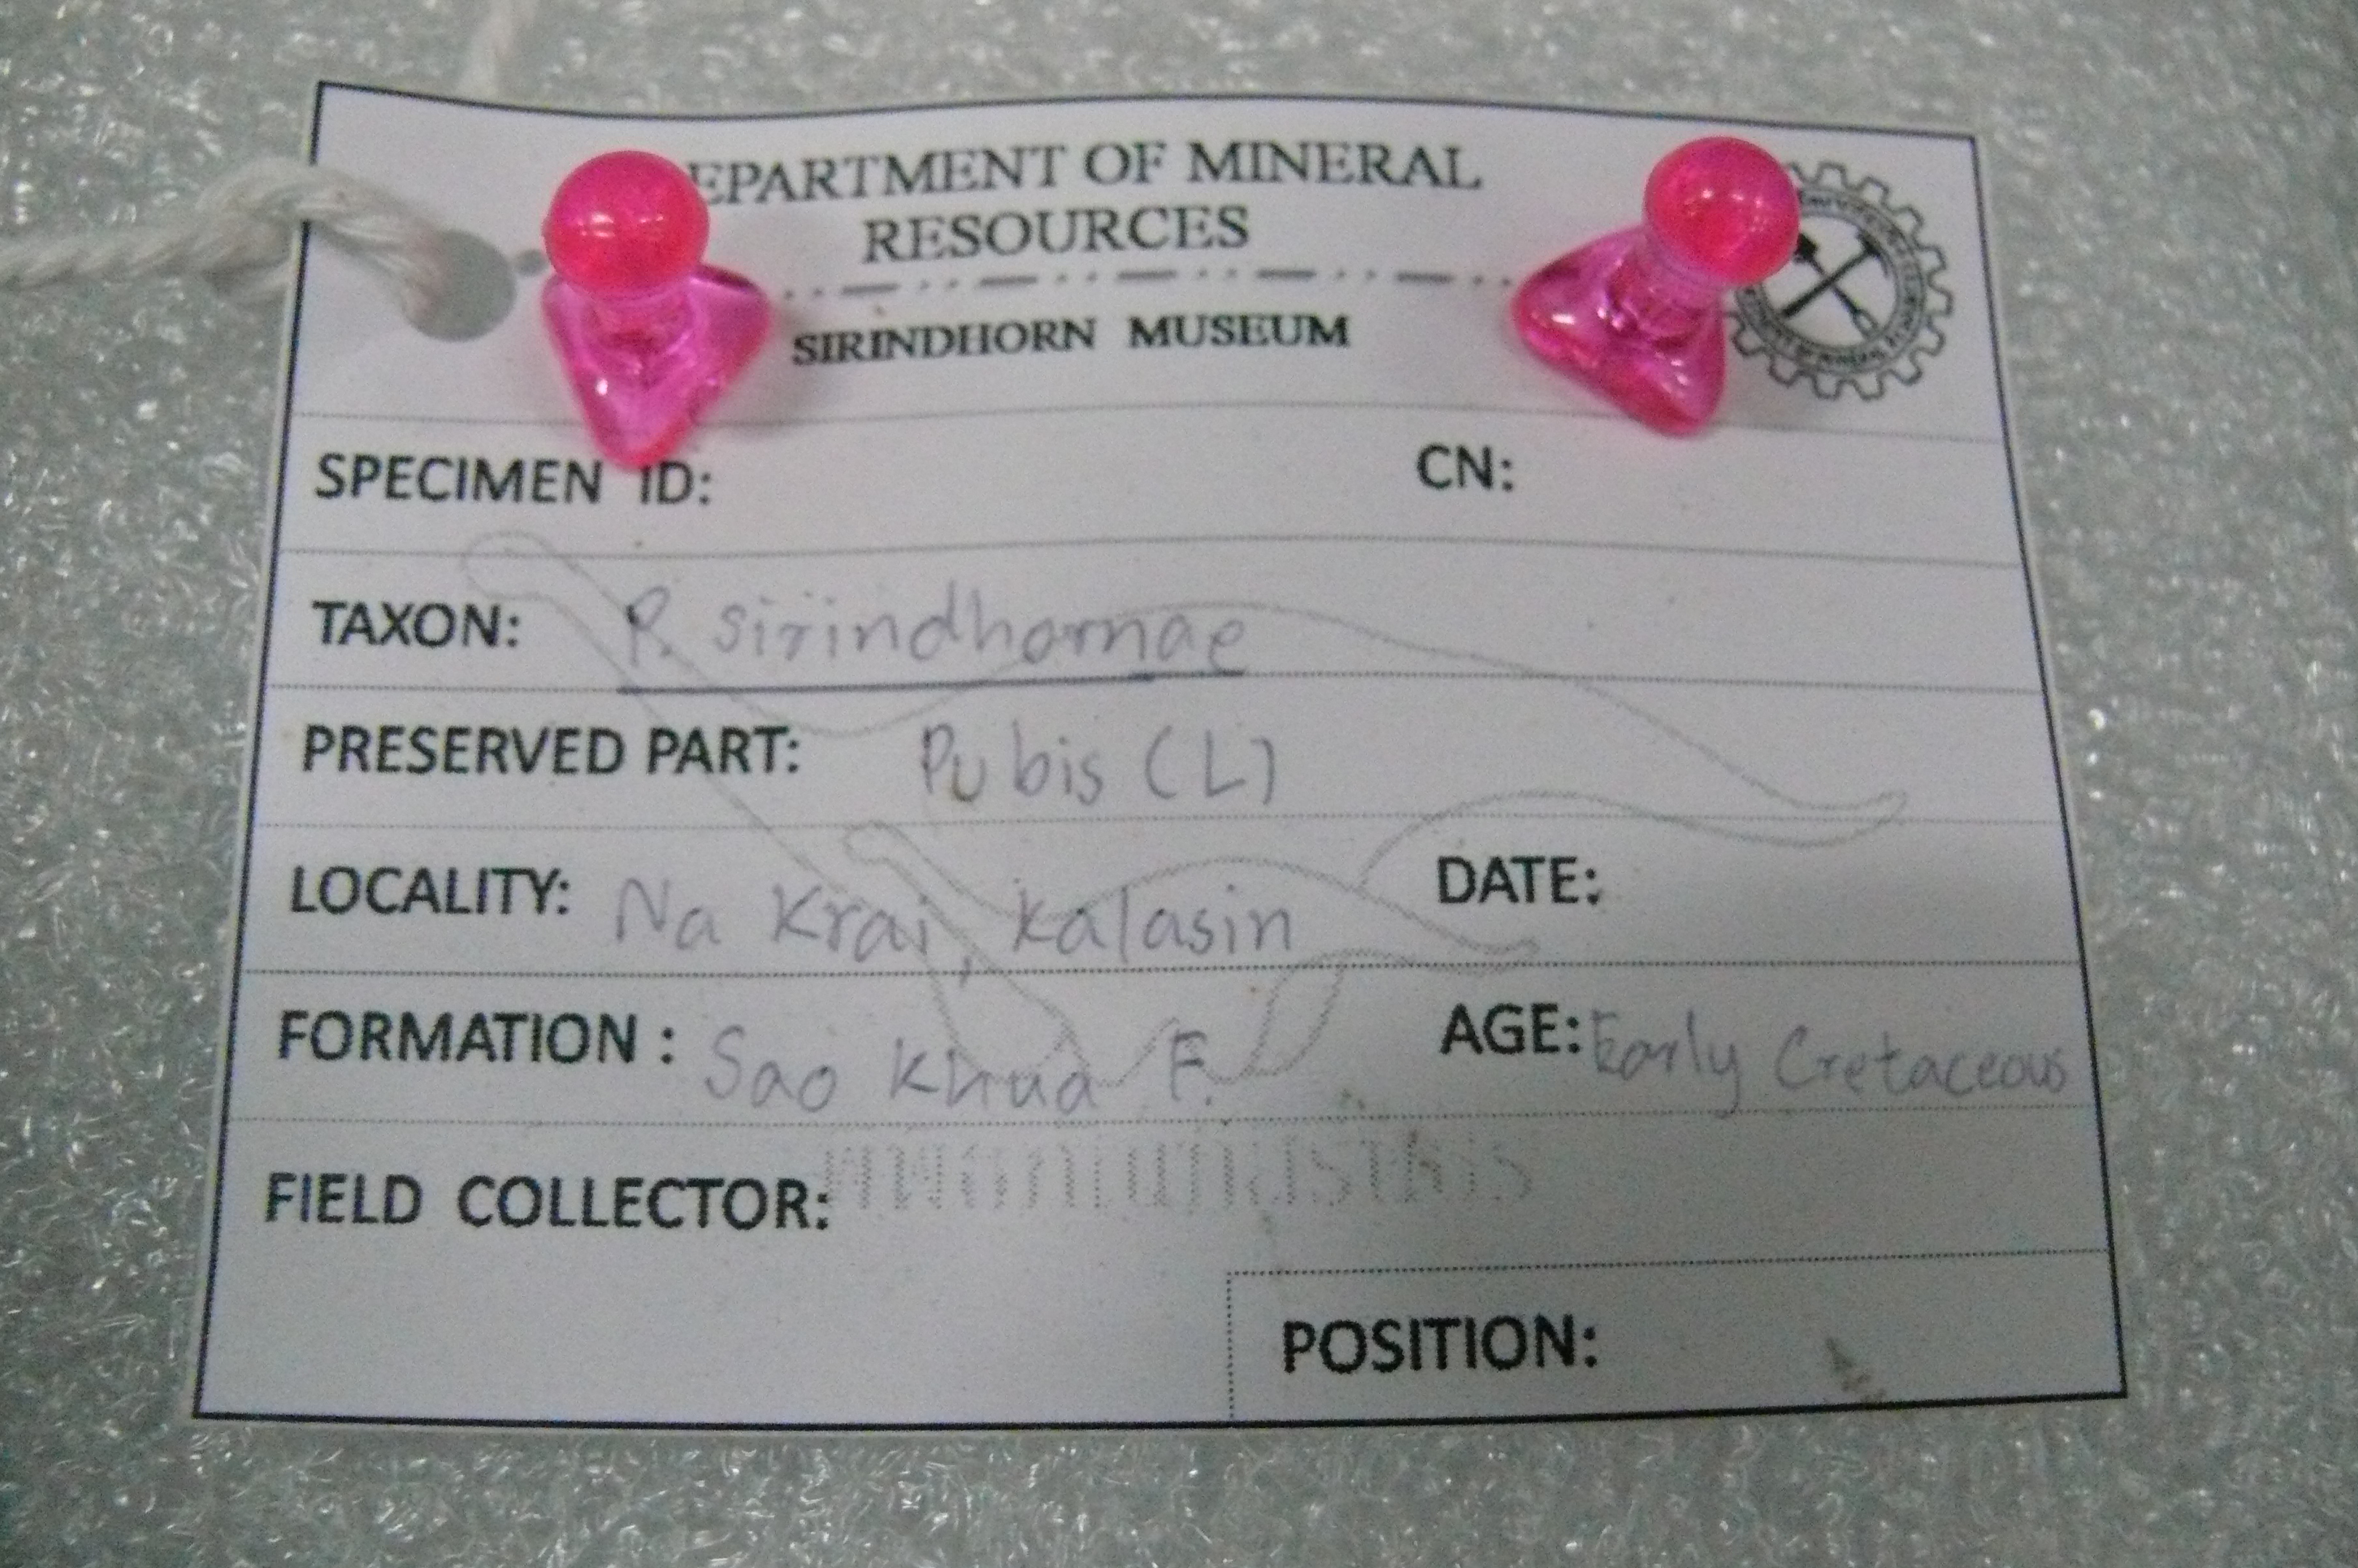 EPARTMENT OF MINERAL
RESOURCES
SIRINDHORN MUSEUM
SPECIMEN ID: CN:
TAXON: P. sirindhornae
PRESERVED PART: Pubis (L)
LOCALITY: Na Krai, Kalasin DATE:
FORMATION : Sao Khua F. AGE: Early Cretaceous
FIELD COLLECTOR:
POSITION: